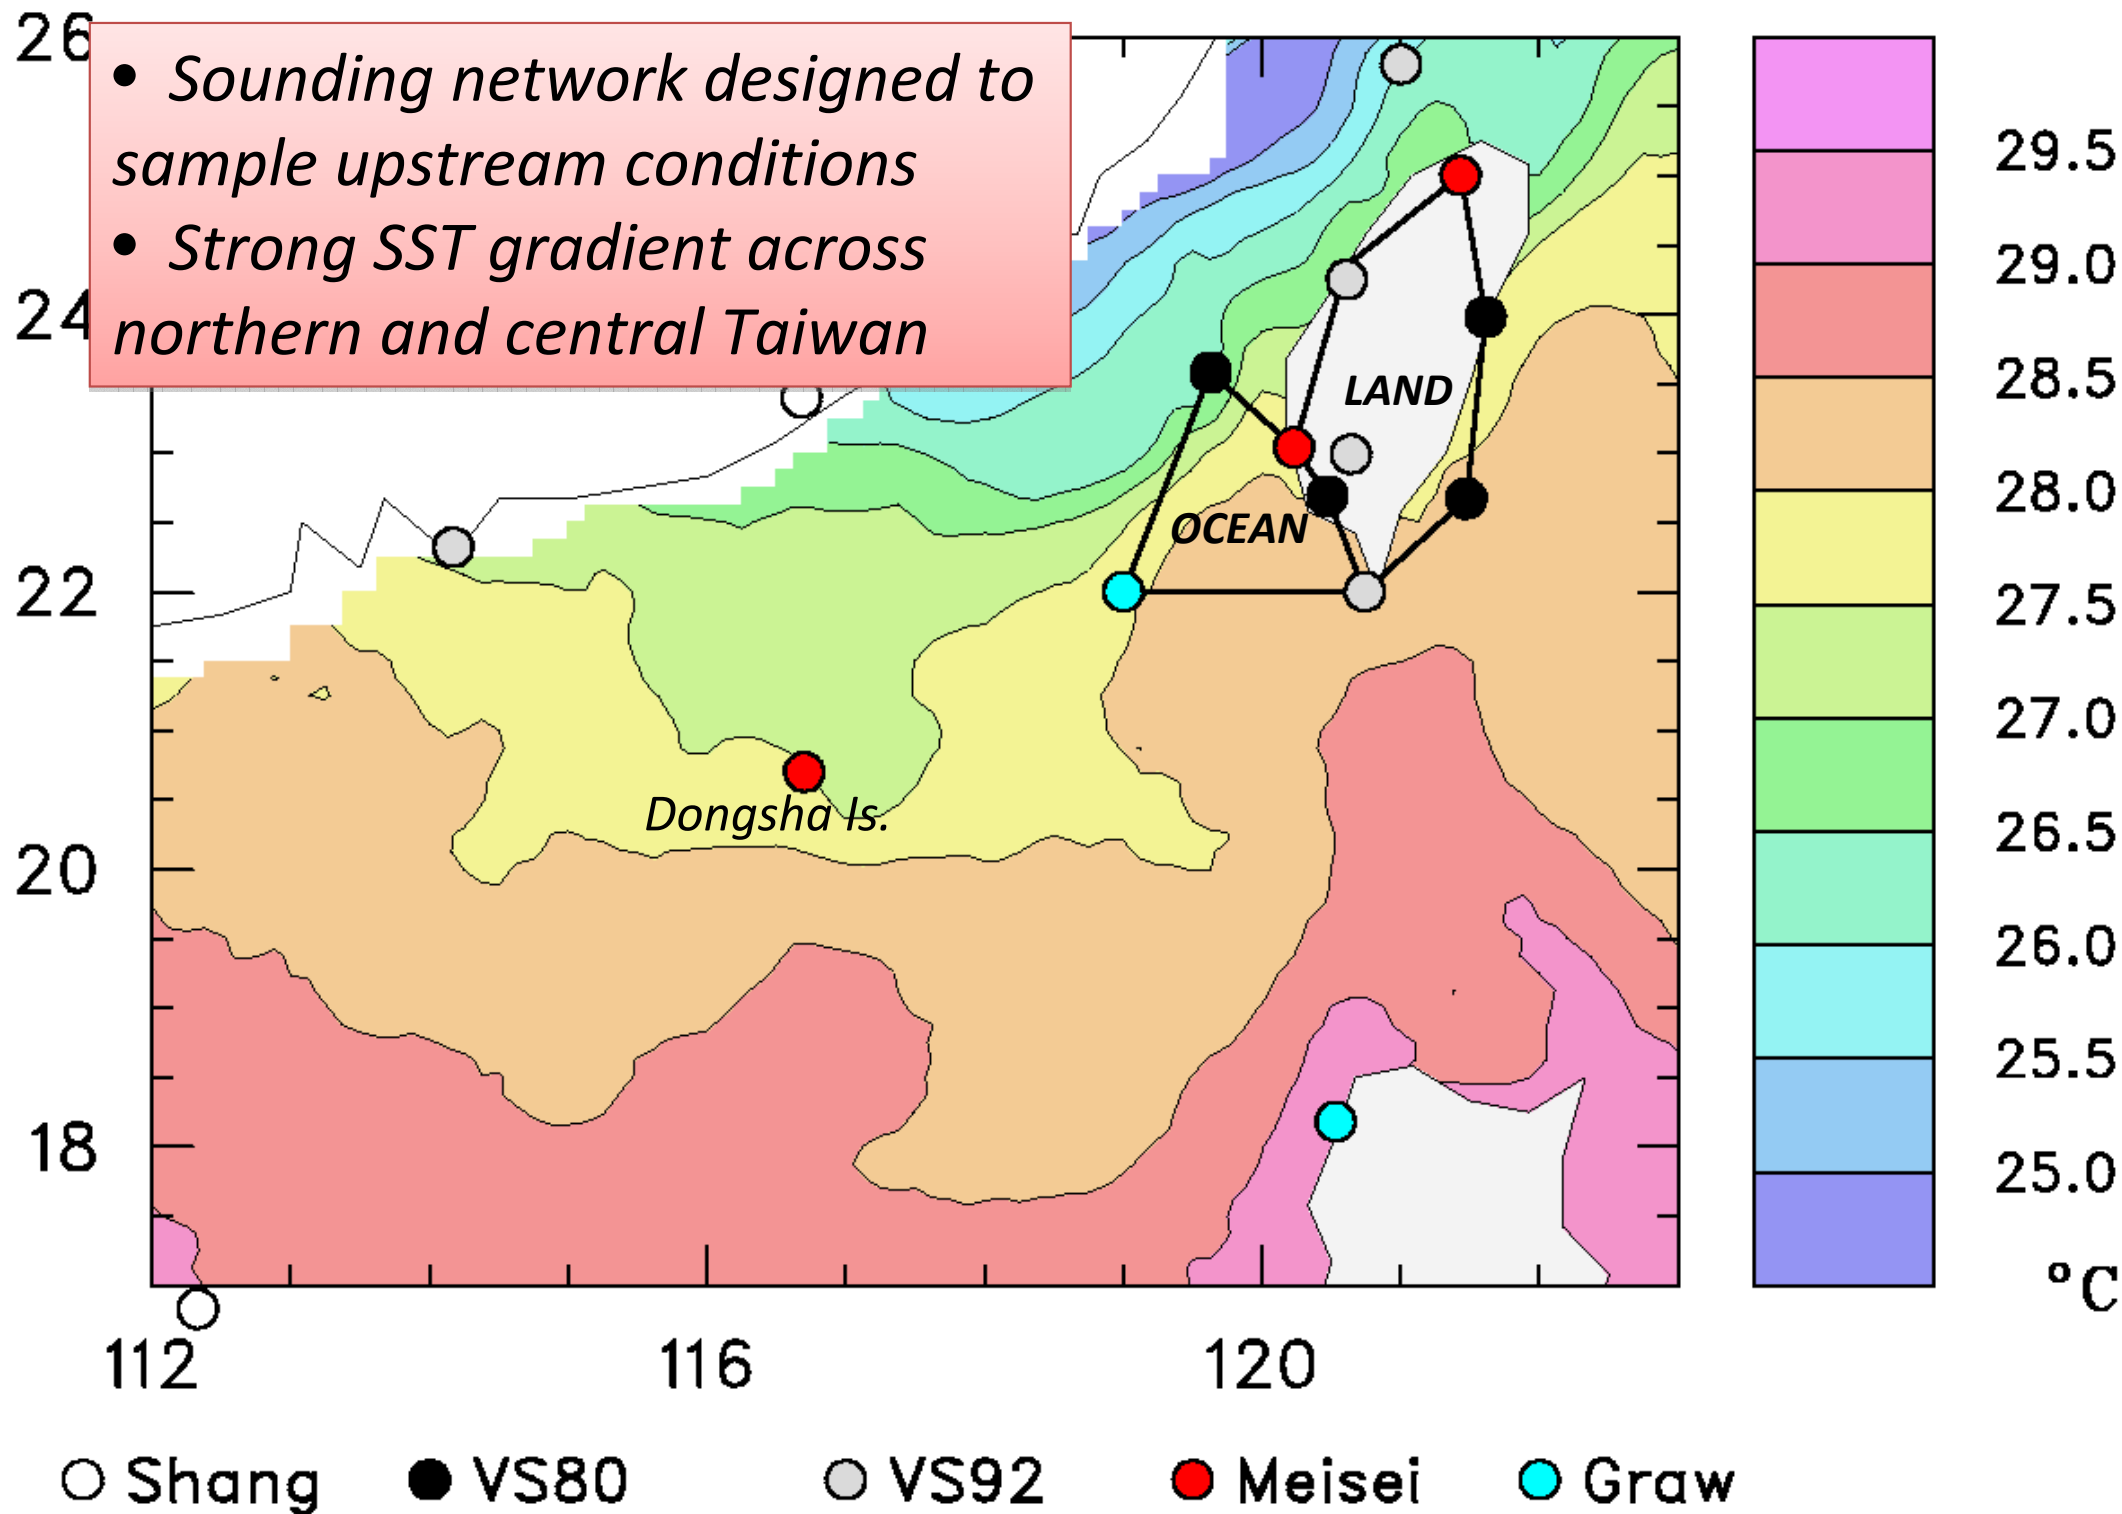 • Sounding network designed to
sample upstream conditions
• Strong SST gradient across
northern and central Taiwan
26
24
22
20
18
112 116 120
LAND
OCEAN
Dongsha Is.
29.5
29.0
28.5
28.0
27.5
27.0
26.5
26.0
25.5
25.0
°C
Shang VS80 VS92 Meisei Graw